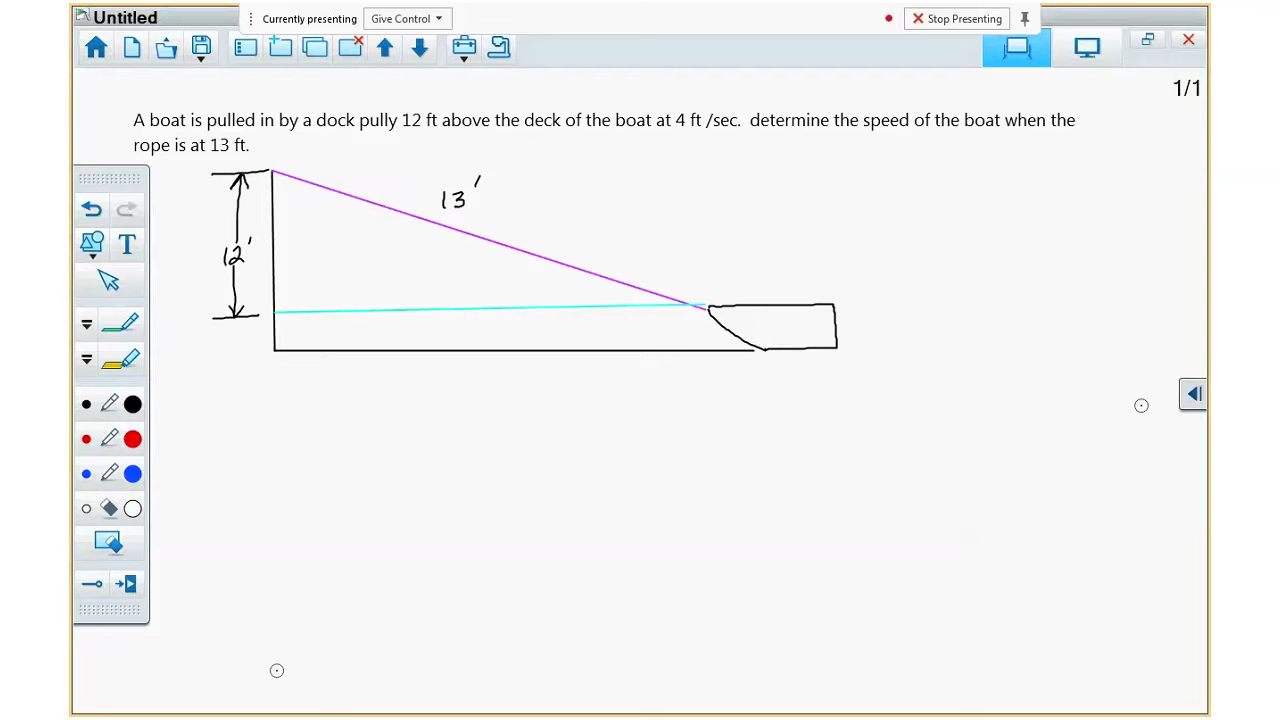 Untitled
Currently presenting
Give Control
Stop Presenting
1/1
A boat is pulled in by a dock pully 12 ft above the deck of the boat at 4 ft /sec. determine the speed of the boat when the
rope is at 13 ft.
13'
12'
T